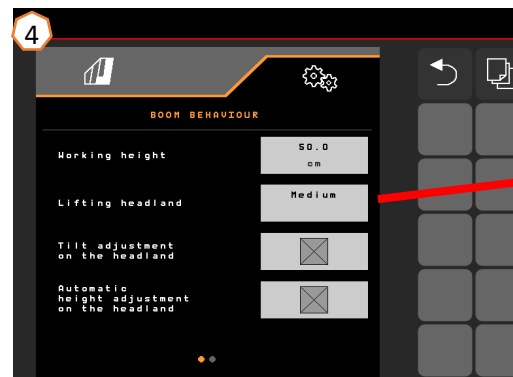 4
BOOM BEHAVIOUR
Working height
50.0
cm
Lifting headland
Medium
Tilt adjustment
on the headland
Automatic
height adjustment
on the headland